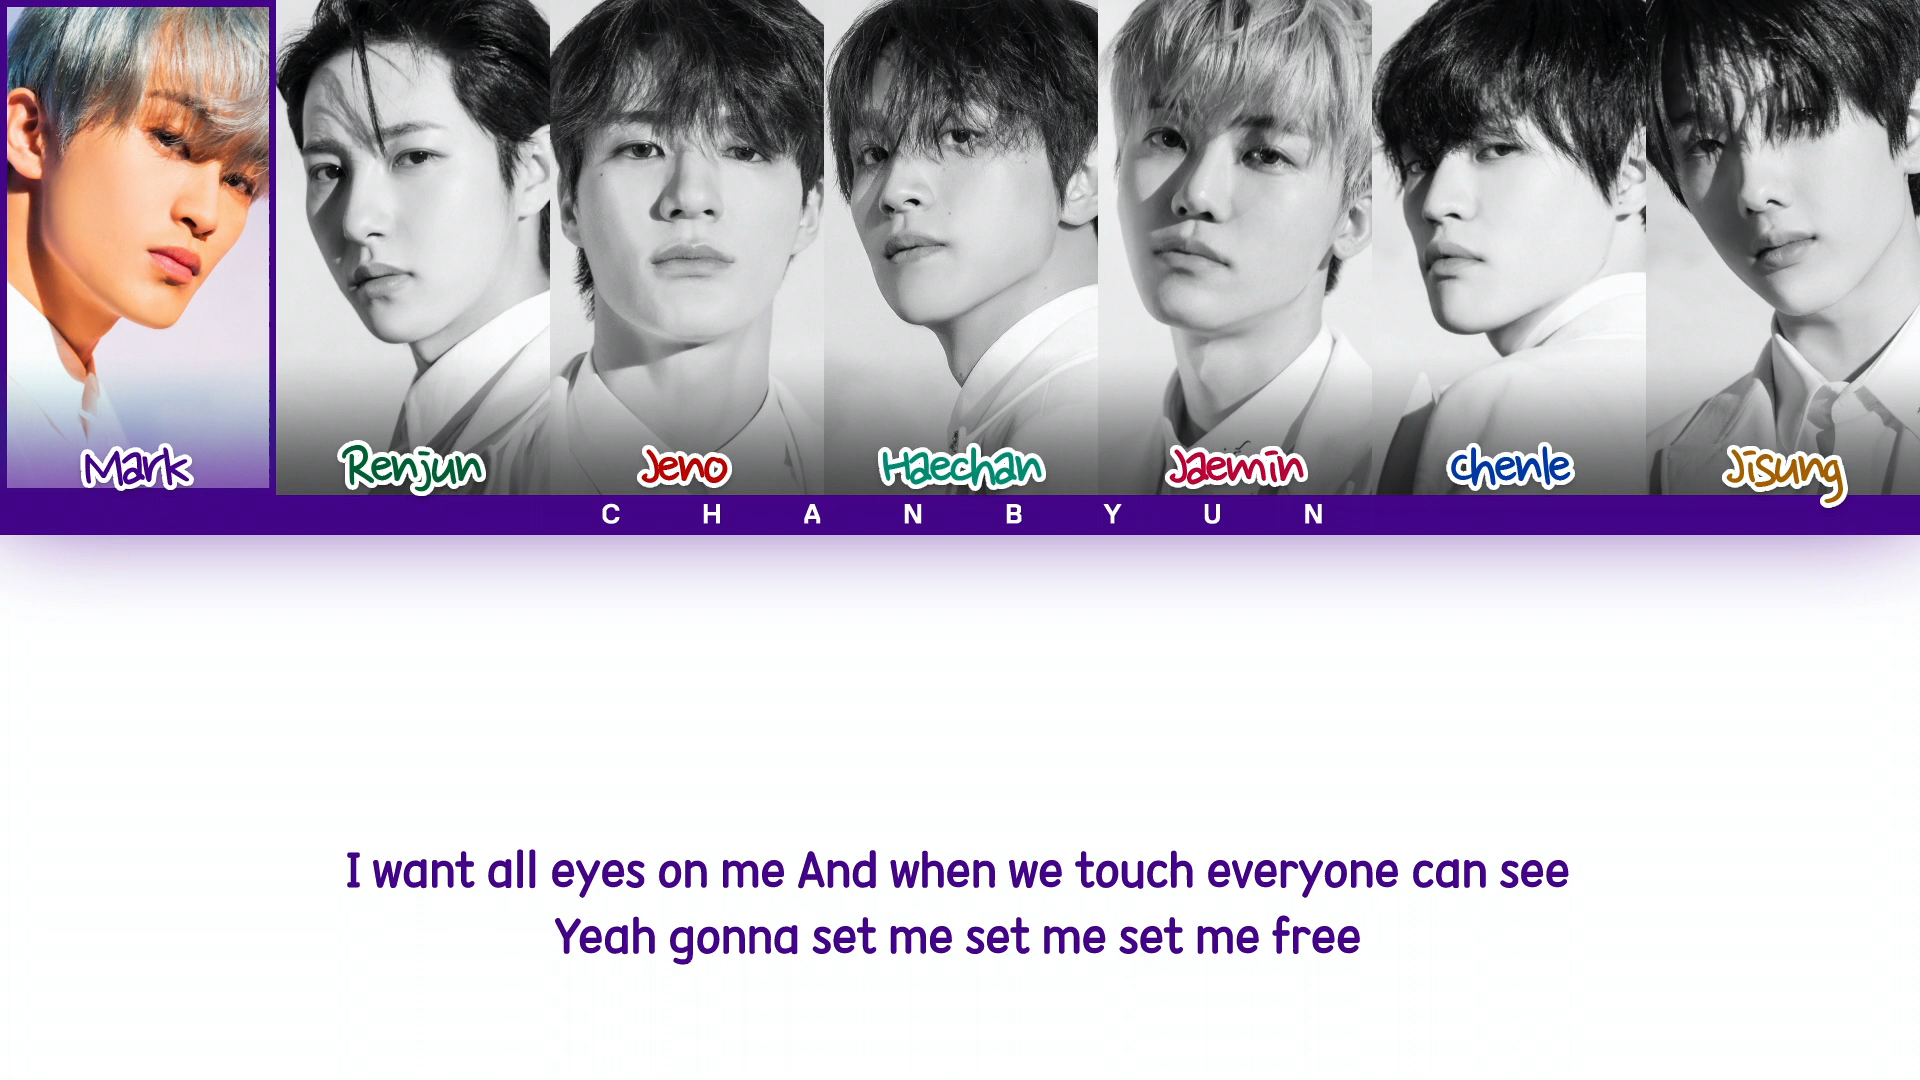 Mark Renjun Jeno Haechan Jaemin Chenle Jisung
CHANBYUN
I want all eyes on me And when we touch everyone can see
Yeah gonna set me set me set me free